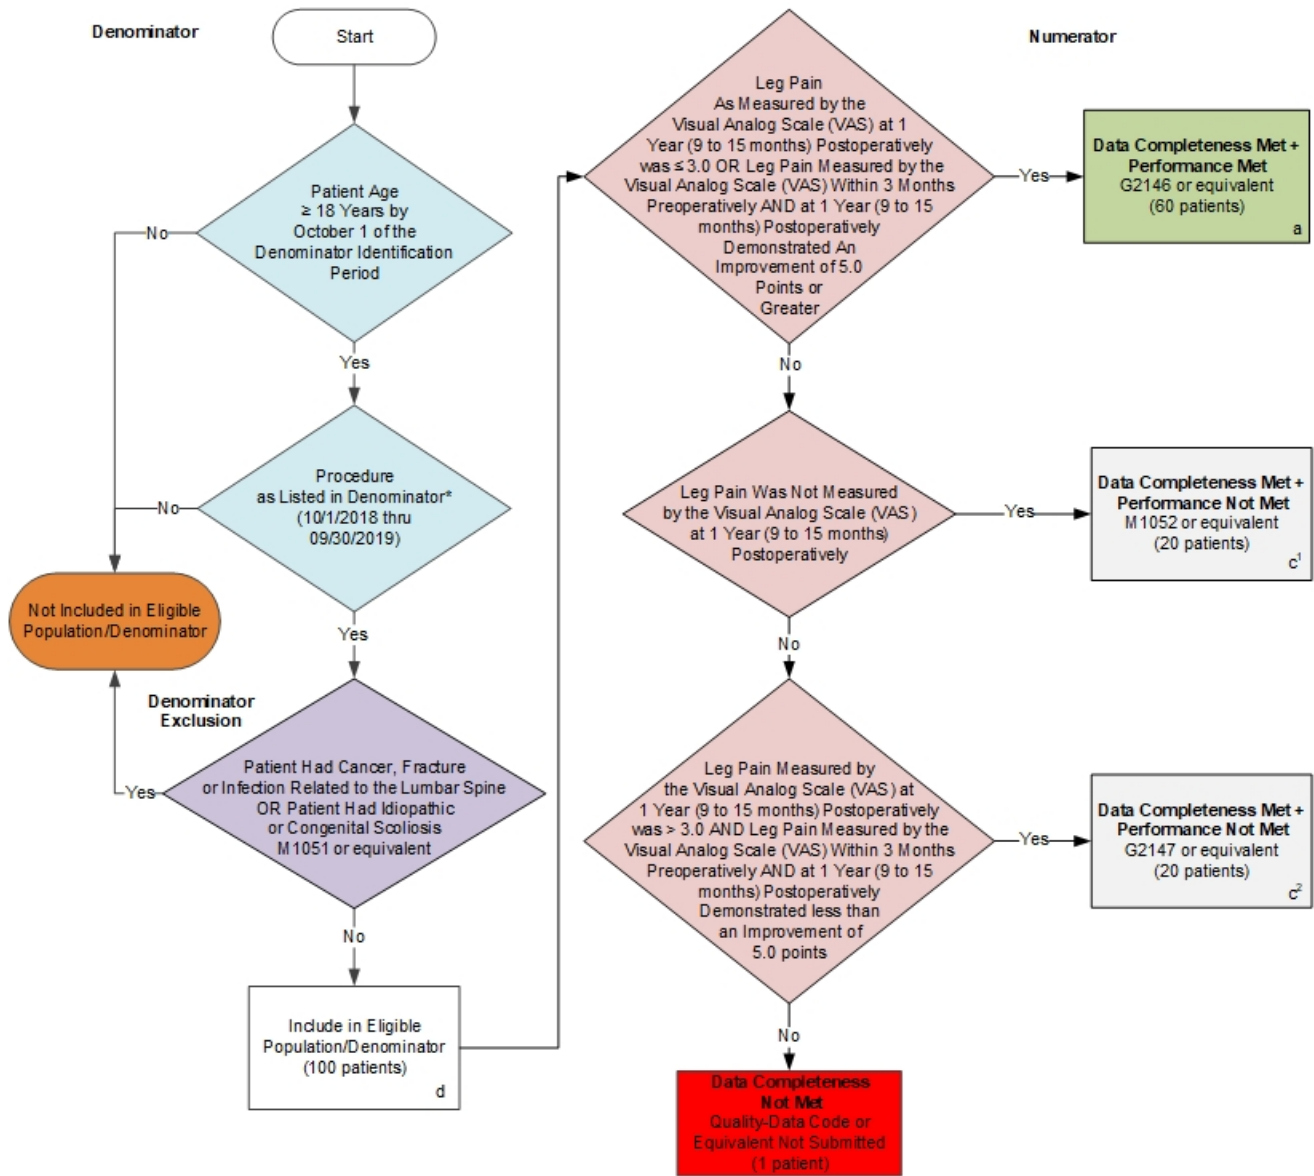 Denominator
Start
Patient Age
≥ 18 Years by
October 1 of the
Denominator Identification
Period
No
Yes
Procedure
as Listed in Denominator*
(10/1/2018 thru
09/30/2019)
No
Not Included in Eligible
Population/Denominator
Yes
Denominator
Exclusion
Patient Had Cancer, Fracture
or Infection Related to the Lumbar Spine
OR Patient Had Idiopathic
or Congenital Scoliosis
M1051 or equivalent
Yes
No
Include in Eligible
Population/Denominator
(100 patients)
d
Numerator
Leg Pain
As Measured by the
Visual Analog Scale (VAS) at 1
Year (9 to 15 months) Postoperatively
was ≤ 3.0 OR Leg Pain Measured by the
Visual Analog Scale (VAS) Within 3 Months
Preoperatively AND at 1 Year (9 to 15
months) Postoperatively
Demonstrated An
Improvement of 5.0
Points or
Greater
Yes
Data Completeness Met +
Performance Met
G2146 or equivalent
(60 patients)
a
No
Leg Pain Was Not Measured
by the Visual Analog Scale (VAS)
at 1 Year (9 to 15 months)
Postoperatively
Yes
Data Completeness Met +
Performance Not Met
M1052 or equivalent
(20 patients)
c¹
No
Leg Pain Measured by
the Visual Analog Scale (VAS) at
1 Year (9 to 15 months) Postoperatively
was > 3.0 AND Leg Pain Measured by the
Visual Analog Scale (VAS) Within 3 Months
Preoperatively AND at 1 Year (9 to 15
months) Postoperatively
Demonstrated less than
an Improvement of
5.0 points
Yes
Data Completeness Met +
Performance Not Met
G2147 or equivalent
(20 patients)
c²
No
Data Completeness
Not Met
Quality-Data Code or
Equivalent Not Submitted
(1 patient)